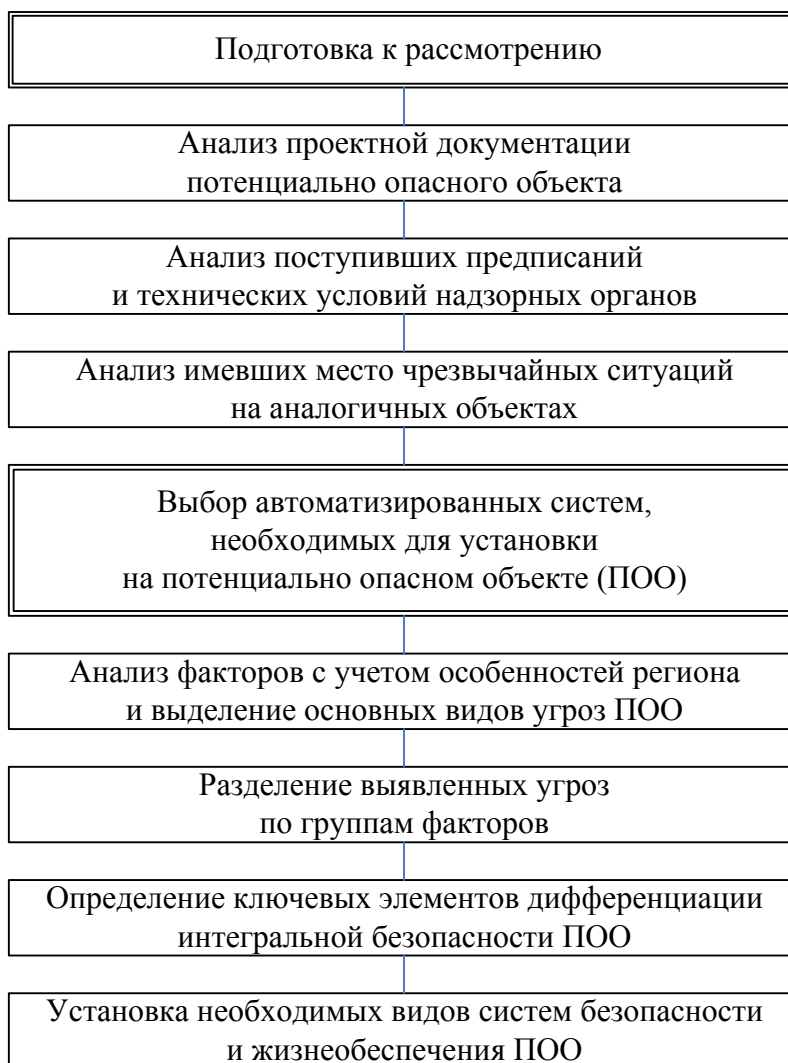 Подготовка к рассмотрению
Анализ проектной документации
потенциально опасного объекта
Анализ поступивших предписаний
и технических условий надзорных органов
Анализ имевших место чрезвычайных ситуаций
на аналогичных объектах
Выбор автоматизированных систем,
необходимых для установки
на потенциально опасном объекте (ПОО)
Анализ факторов с учетом особенностей региона
и выделение основных видов угроз ПОО
Разделение выявленных угроз
по группам факторов
Определение ключевых элементов дифференциации
интегральной безопасности ПОО
Установка необходимых видов систем безопасности
и жизнеобеспечения ПОО